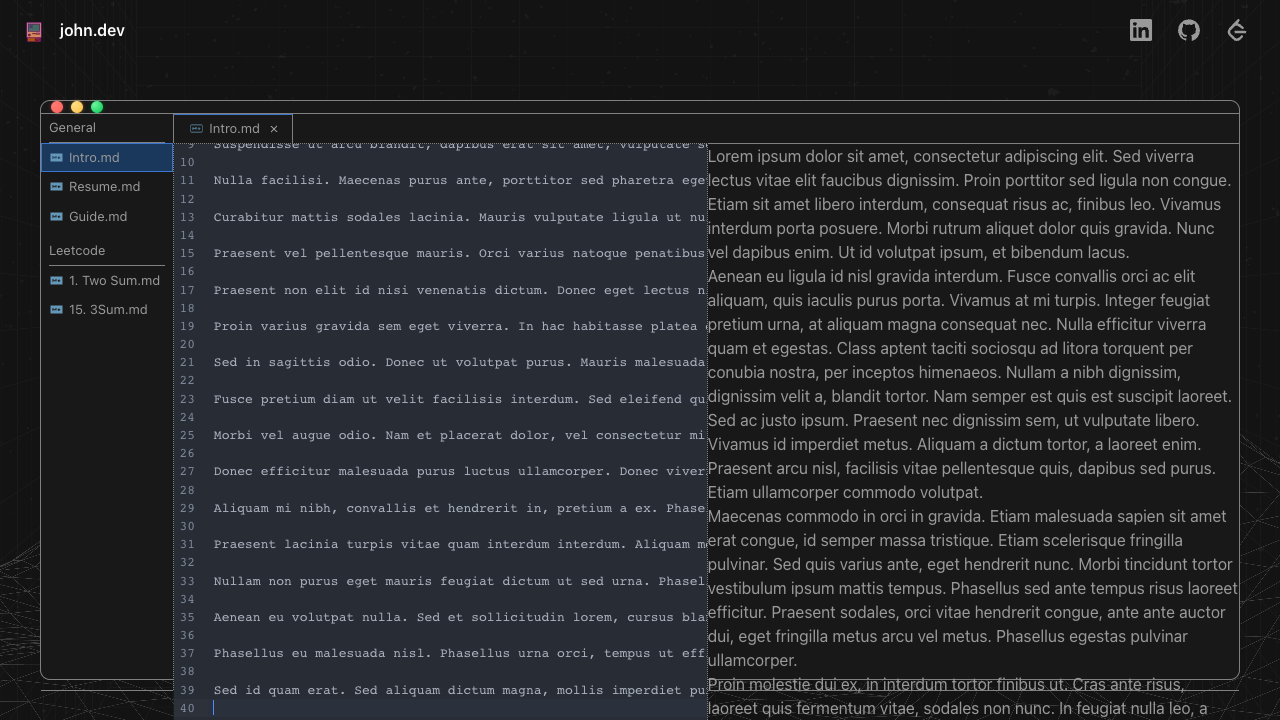 john.dev
General
Intro.md
Resume.md
Guide.md
Leetcode
1. Two Sum.md
15. 3Sum.md
Intro.md ×
9 Suspendisse ut arcu blandit, dapibus erat sit amet, vulputate s
10
11 Nulla facilisi. Maecenas purus ante, porttitor sed pharetra ege
12
13 Curabitur mattis sodales lacinia. Mauris vulputate ligula ut nu
14
15 Praesent vel pellentesque mauris. Orci varius natoque penatibus
16
17 Praesent non elit id nisi venenatis dictum. Donec eget lectus n
18
19 Proin varius gravida sem eget viverra. In hac habitasse platea
20
21 Sed in sagittis odio. Donec ut volutpat purus. Mauris malesuada
22
23 Fusce pretium diam ut velit facilisis interdum. Sed eleifend qu
24
25 Morbi vel augue odio. Nam et placerat dolor, vel consectetur mi
26
27 Donec efficitur malesuada purus luctus ullamcorper. Donec viver
28
29 Aliquam mi nibh, convallis et hendrerit in, pretium a ex. Phase
30
31 Praesent lacinia turpis vitae quam interdum interdum. Aliquam m
32
33 Nullam non purus eget mauris feugiat dictum ut sed urna. Phasel
34
35 Aenean eu volutpat nulla. Sed et sollicitudin lorem, cursus bla
36
37 Phasellus eu malesuada nisl. Phasellus urna orci, tempus ut eff
38
39 Sed id quam erat. Sed aliquam dictum magna, mollis imperdiet pu
40
Lorem ipsum dolor sit amet, consectetur adipiscing elit. Sed viverra
lectus vitae elit faucibus dignissim. Proin porttitor sed ligula non congue.
Etiam sit amet libero interdum, consequat risus ac, finibus leo. Vivamus
interdum porta posuere. Morbi rutrum aliquet dolor quis gravida. Nunc
vel dapibus enim. Ut id volutpat ipsum, et bibendum lacus.
Aenean eu ligula id nisl gravida interdum. Fusce convallis orci ac elit
aliquam, quis iaculis purus porta. Vivamus at mi turpis. Integer feugiat
pretium urna, at aliquam magna consequat nec. Nulla efficitur viverra
quam et egestas. Class aptent taciti sociosqu ad litora torquent per
conubia nostra, per inceptos himenaeos. Nullam a nibh dignissim,
dignissim velit a, blandit tortor. Nam semper est quis est suscipit laoreet.
Sed ac justo ipsum. Praesent nec dignissim sem, ut vulputate libero.
Vivamus id imperdiet metus. Aliquam a dictum tortor, a laoreet enim.
Praesent arcu nisl, facilisis vitae pellentesque quis, dapibus sed purus.
Etiam ullamcorper commodo volutpat.
Maecenas commodo in orci in gravida. Etiam malesuada sapien sit amet
erat congue, id semper massa tristique. Etiam scelerisque fringilla
pulvinar. Sed quis varius ante, eget hendrerit nunc. Morbi tincidunt tortor
vestibulum ipsum mattis tempus. Phasellus sed ante tempus risus laoreet
efficitur. Praesent sodales, orci vitae hendrerit congue, ante ante auctor
dui, eget fringilla metus arcu vel metus. Phasellus egestas pulvinar
ullamcorper.
Proin molestie dui ex, in interdum tortor finibus ut. Cras ante risus,
laoreet quis fermentum vitae, sodales non nunc. In feugiat nulla leo, a